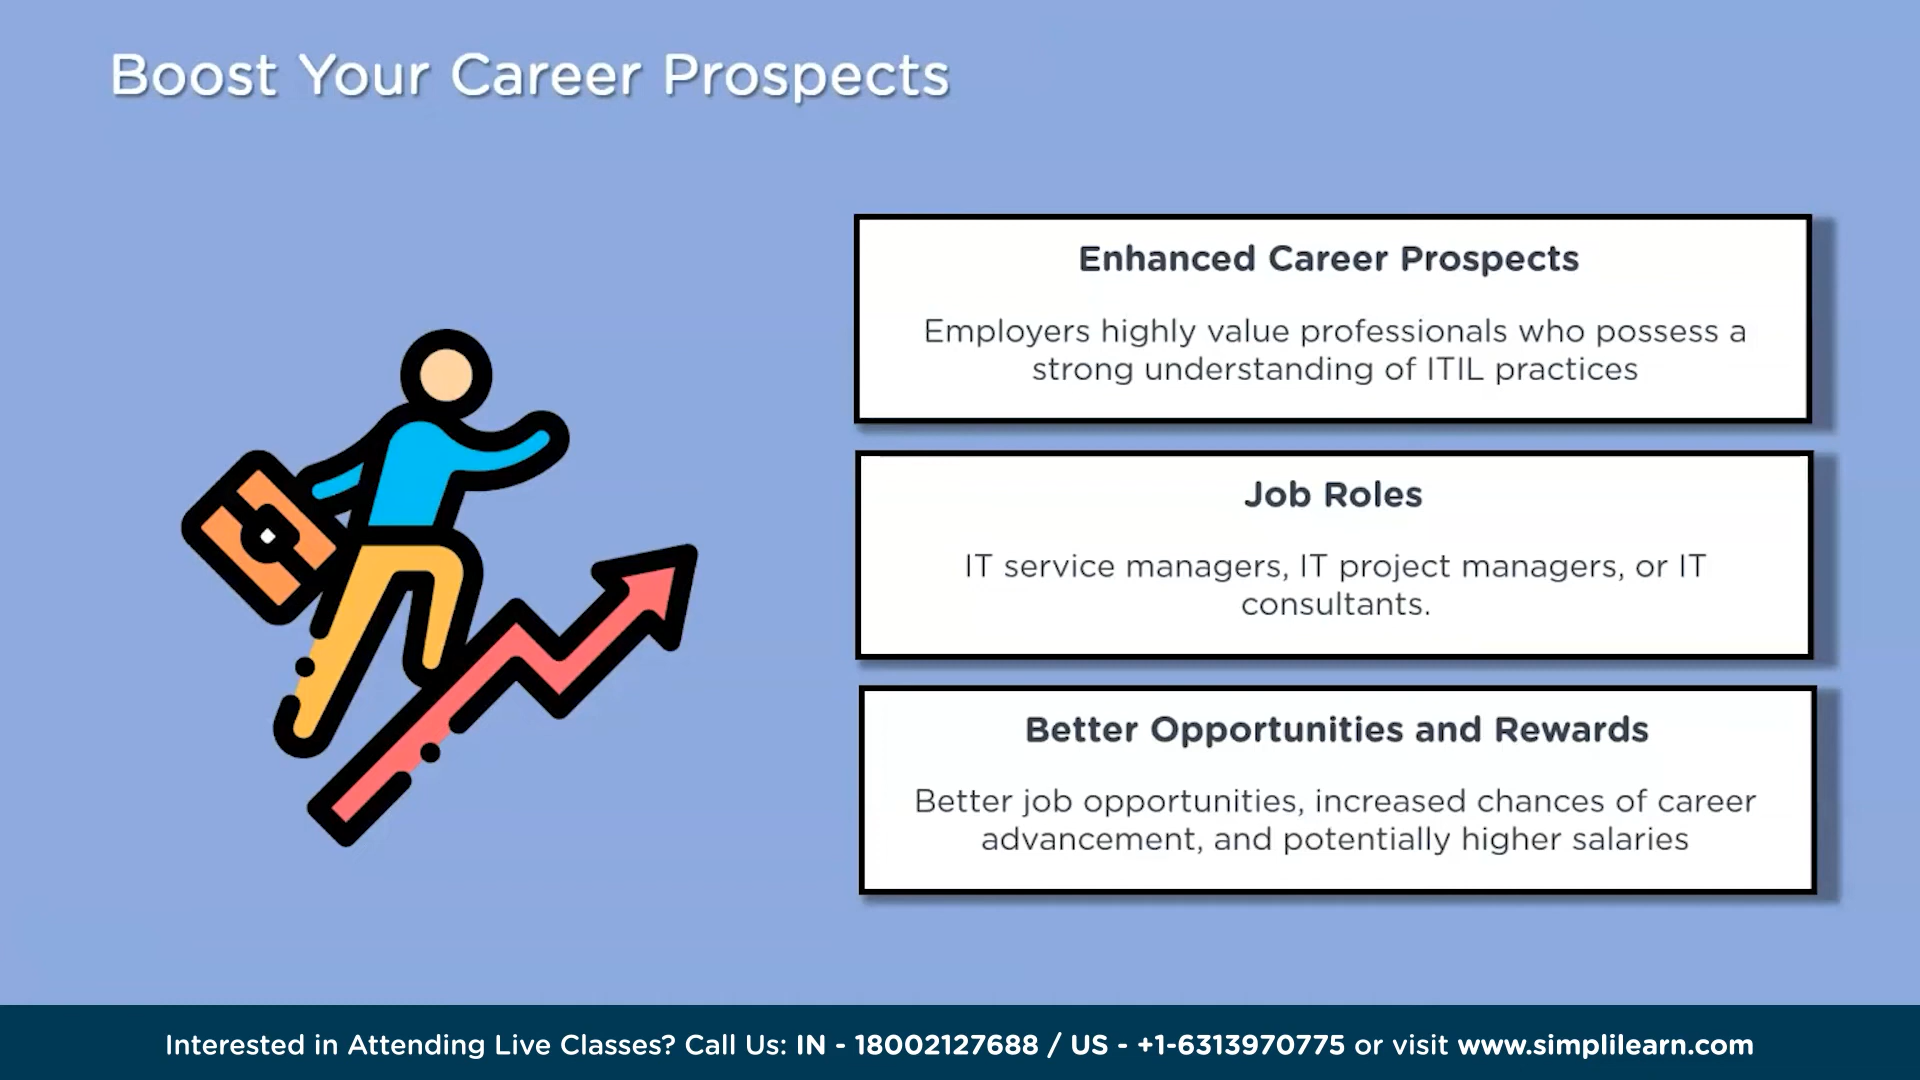 Boost Your Career Prospects
Enhanced Career Prospects
Employers highly value professionals who possess a
strong understanding of ITIL practices
Job Roles
IT service managers, IT project managers, or IT
consultants.
Better Opportunities and Rewards
Better job opportunities, increased chances of career
advancement, and potentially higher salaries
Interested in Attending Live Classes? Call Us: IN - 18002127688 / US - +1-6313970775 or visit www.simplilearn.com